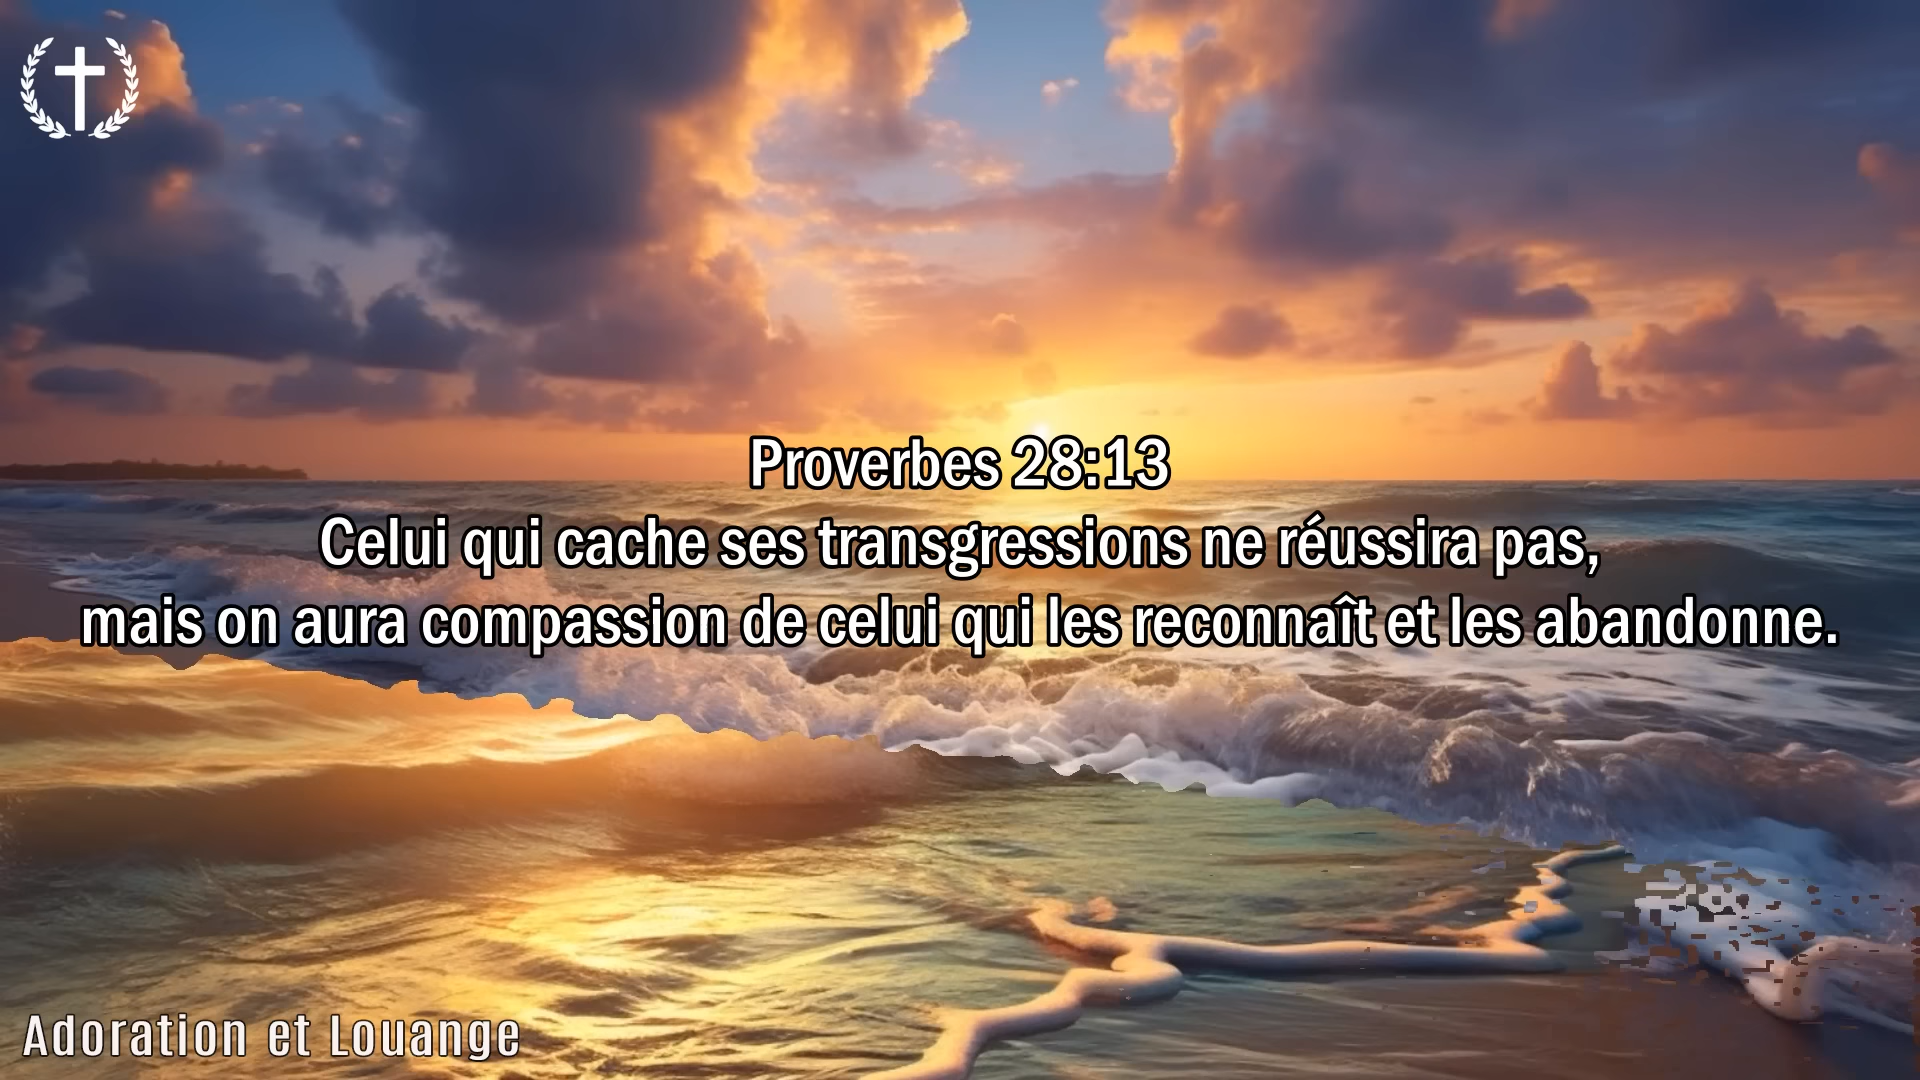 Proverbes 28:13
Celui qui cache ses transgressions ne réussira pas,
mais on aura compassion de celui qui les reconnaît et les abandonne.
Adoration et Louange